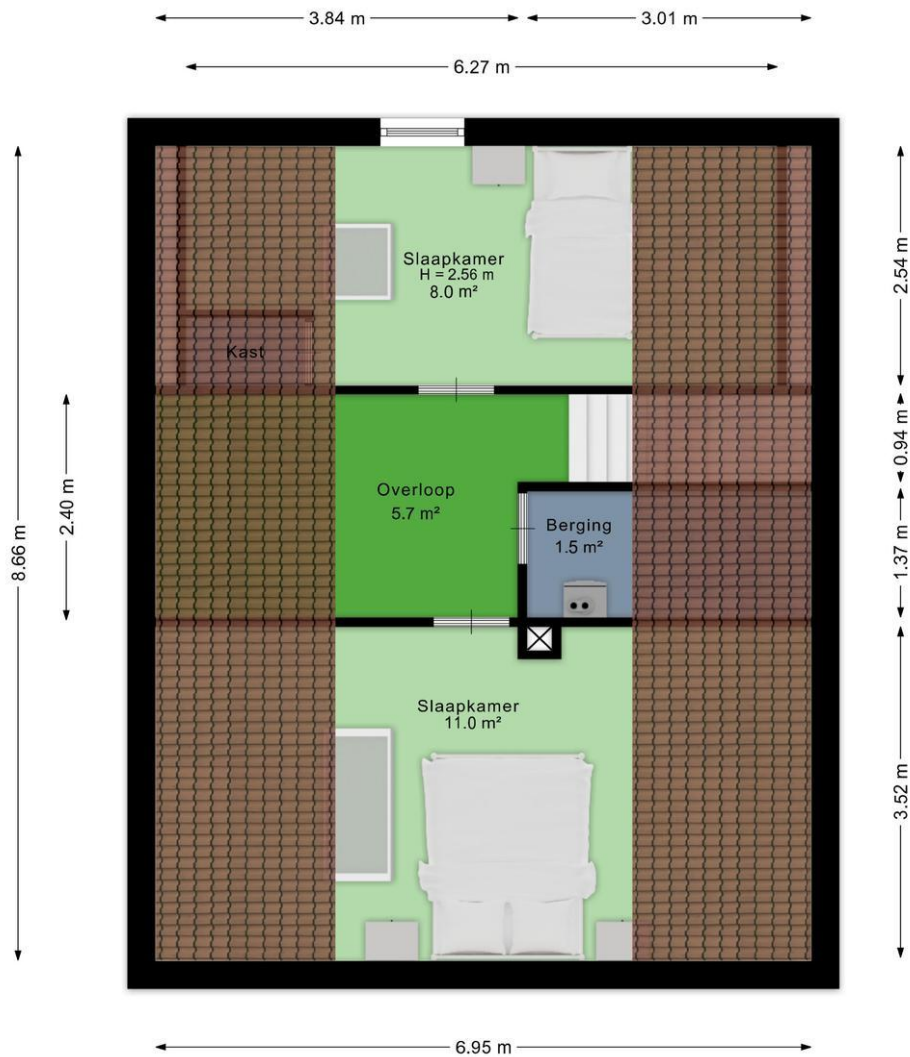 3.84 m
3.01 m
6.27 m
Slaapkamer
H = 2.56 m
8.0 m²
2.54 m
Kast
0.94 m
2.40 m
Overloop
5.7 m²
8.66 m
Berging
1.5 m²
1.37 m
Slaapkamer
11.0 m²
3.52 m
6.95 m